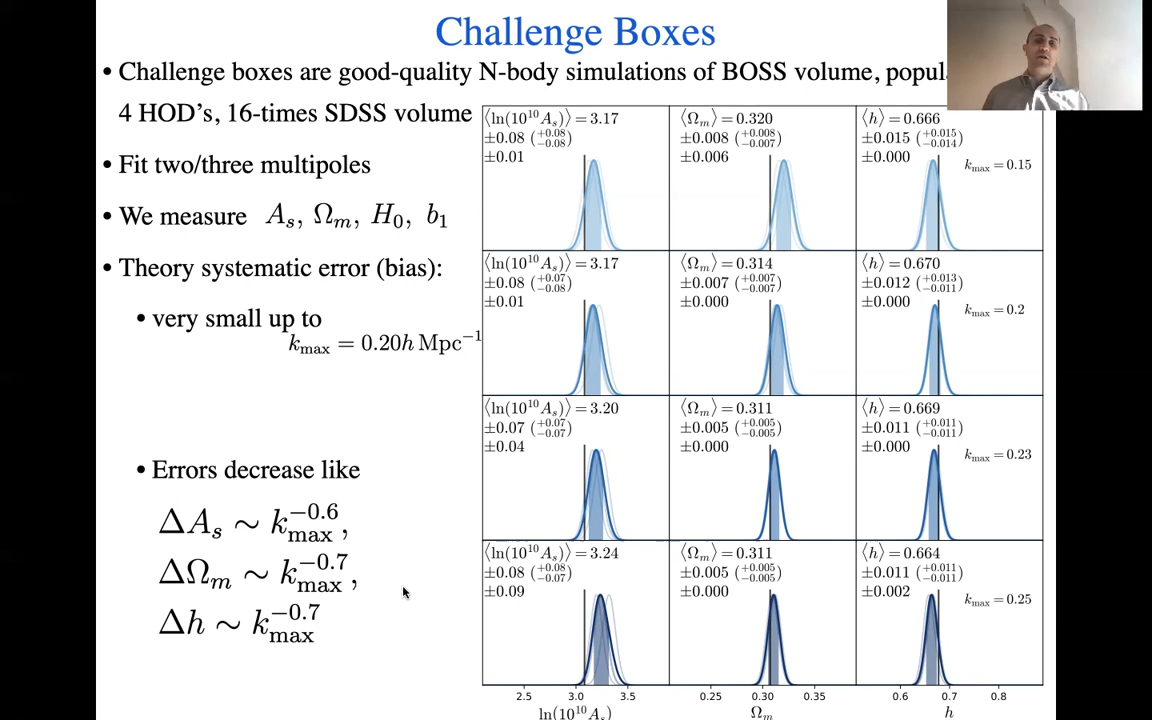 Challenge Boxes
• Challenge boxes are good-quality N-body simulations of BOSS volume, popul
4 HOD's, 16-times SDSS volume
• Fit two/three multipoles
• We measure A_s, Ω_m, H_0, b_1
• Theory systematic error (bias):
• very small up to
k_max = 0.20h Mpc^−1
• Errors decrease like
ΔA_s ∼ k_max^−0.6,
ΔΩ_m ∼ k_max^−0.7,
Δh ∼ k_max^−0.7
⟨ln(10^10 A_s)⟩ = 3.17
±0.08 (+0.08 −0.08)
±0.01
⟨Ω_m⟩ = 0.320
±0.008 (+0.008 −0.007)
±0.006
⟨h⟩ = 0.666
±0.015 (+0.015 −0.014)
±0.000
k_max = 0.15
⟨ln(10^10 A_s)⟩ = 3.17
±0.08 (+0.07 −0.08)
±0.01
⟨Ω_m⟩ = 0.314
±0.007 (+0.007 −0.007)
±0.000
⟨h⟩ = 0.670
±0.012 (+0.013 −0.011)
±0.000
k_max = 0.2
⟨ln(10^10 A_s)⟩ = 3.20
±0.07 (+0.07 −0.07)
±0.04
⟨Ω_m⟩ = 0.311
±0.005 (+0.005 −0.005)
±0.000
⟨h⟩ = 0.669
±0.011 (+0.011 −0.011)
±0.000
k_max = 0.23
⟨ln(10^10 A_s)⟩ = 3.24
±0.08 (+0.08 −0.07)
±0.09
⟨Ω_m⟩ = 0.311
±0.005 (+0.005 −0.005)
±0.000
⟨h⟩ = 0.664
±0.011 (+0.011 −0.011)
±0.002
k_max = 0.25
2.5 3.0 3.5 0.25 0.30 0.35 0.6 0.7 0.8
ln(10^10 A_s) Ω_m h